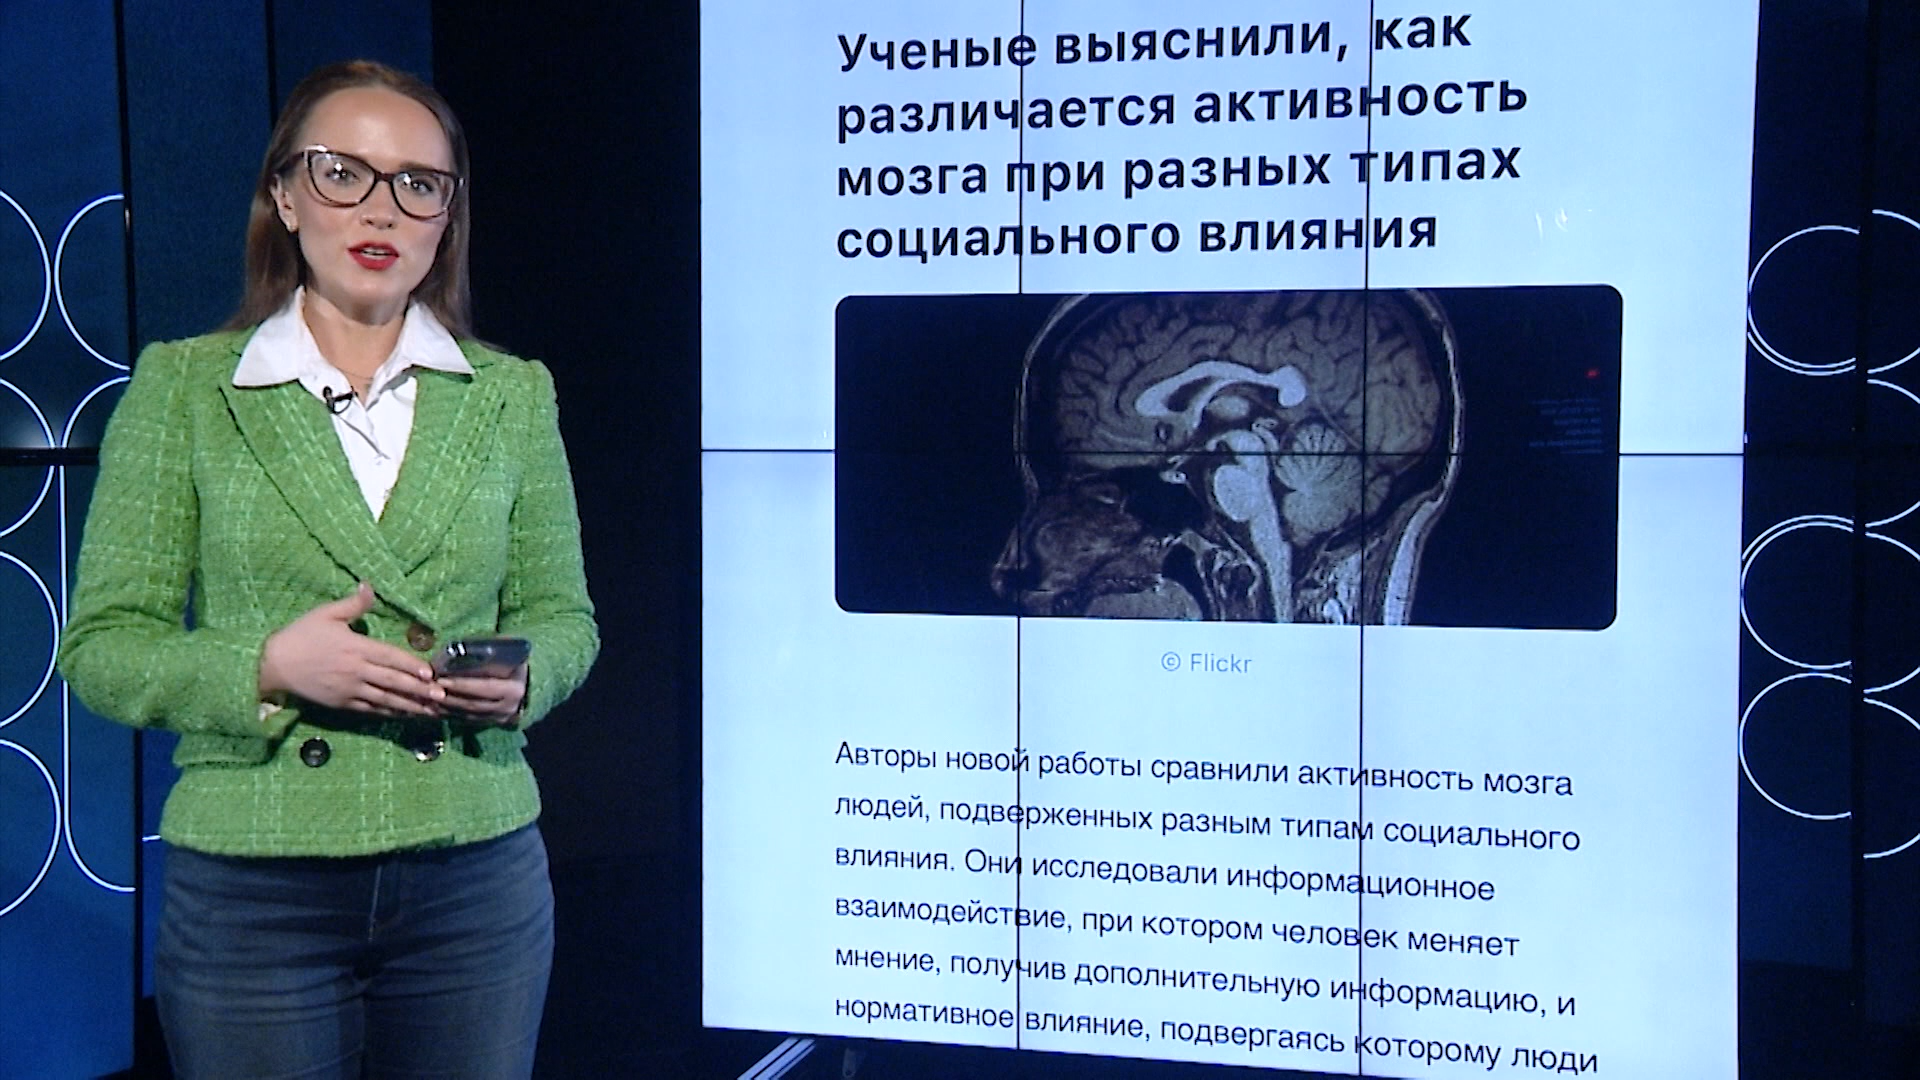 Ученые выяснили, как
различается активность
мозга при разных типах
социального влияния
© Flickr
Авторы новой работы сравнили активность мозга
людей, подверженных разным типам социального
влияния. Они исследовали информационное
взаимодействие, при котором человек меняет
мнение, получив дополнительную информацию, и
нормативное влияние, подвергаясь которому люди